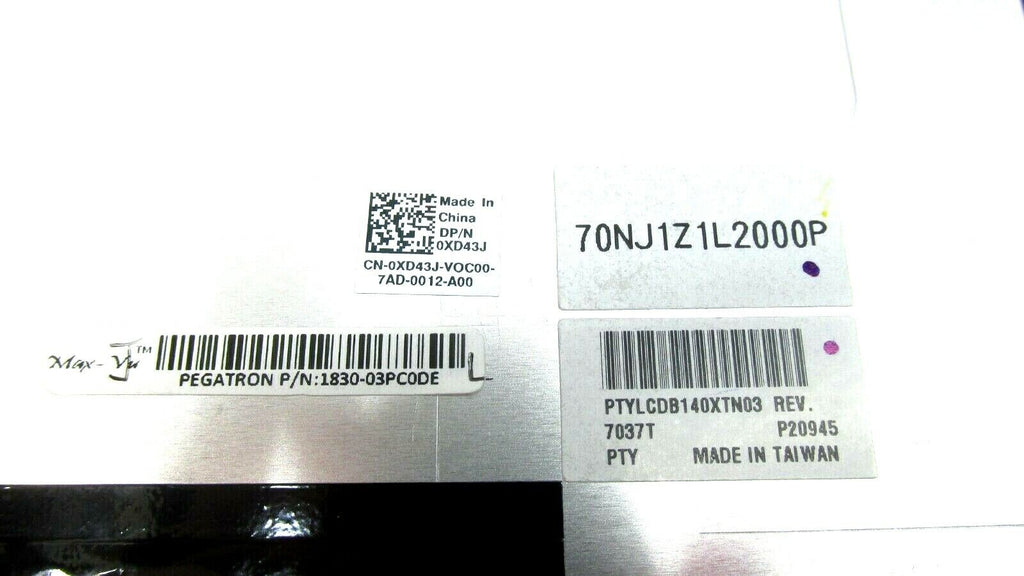 Made In
China
DP/N
0XD43J
CN-0XD43J-VOC00-
7AD-0012-A00
70NJ1Z1L2000P
Max-Vu™
PEGATRON P/N:1830-03PC0DE
PTYLCDB140XTN03 REV.
7037T P20945
PTY MADE IN TAIWAN